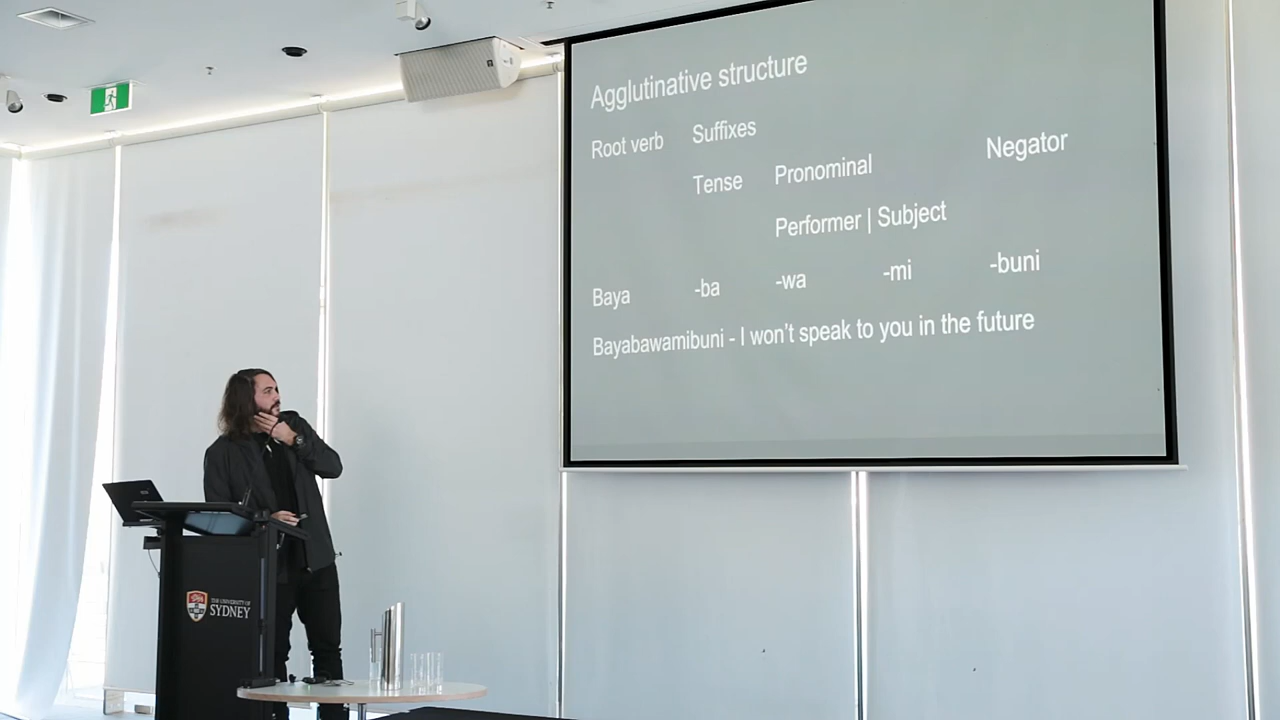 Agglutinative structure
Root verb Suffixes
Negator
Tense Pronominal
Performer | Subject
Baya -ba -wa -mi -buni
Bayabawamibuni - I won't speak to you in the future
THE UNIVERSITY OF
SYDNEY